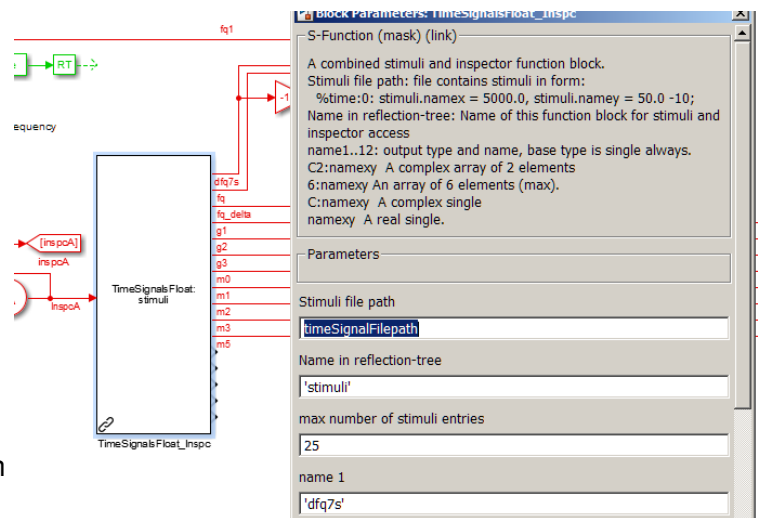 fq1
RT
-1
equency
dfq7s
fq
fq_delta
g1
g2
g3
m0
m1
m2
m3
m5
[inspcA]
inspcA
InspcA
TimeSignalsFloat:
stimuli
TimeSignalsFloat_Inspc
Block Parameters: TimeSignalsFloat_Inspc
S-Function (mask) (link)
A combined stimuli and inspector function block.
Stimuli file path: file contains stimuli in form:
%time:0: stimuli.namex = 5000.0, stimuli.namey = 50.0 -10;
Name in reflection-tree: Name of this function block for stimuli and
inspector access
name1..12: output type and name, base type is single always.
C2:namexy A complex array of 2 elements
6:namexy An array of 6 elements (max).
C:namexy A complex single
namexy A real single.
Parameters
Stimuli file path
timeSignalFilepath
Name in reflection-tree
'stimuli'
max number of stimuli entries
25
name 1
'dfq7s'